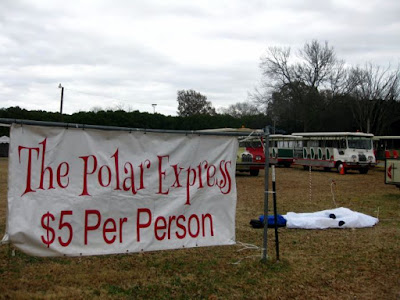 The Polar Express
$5 Per Person